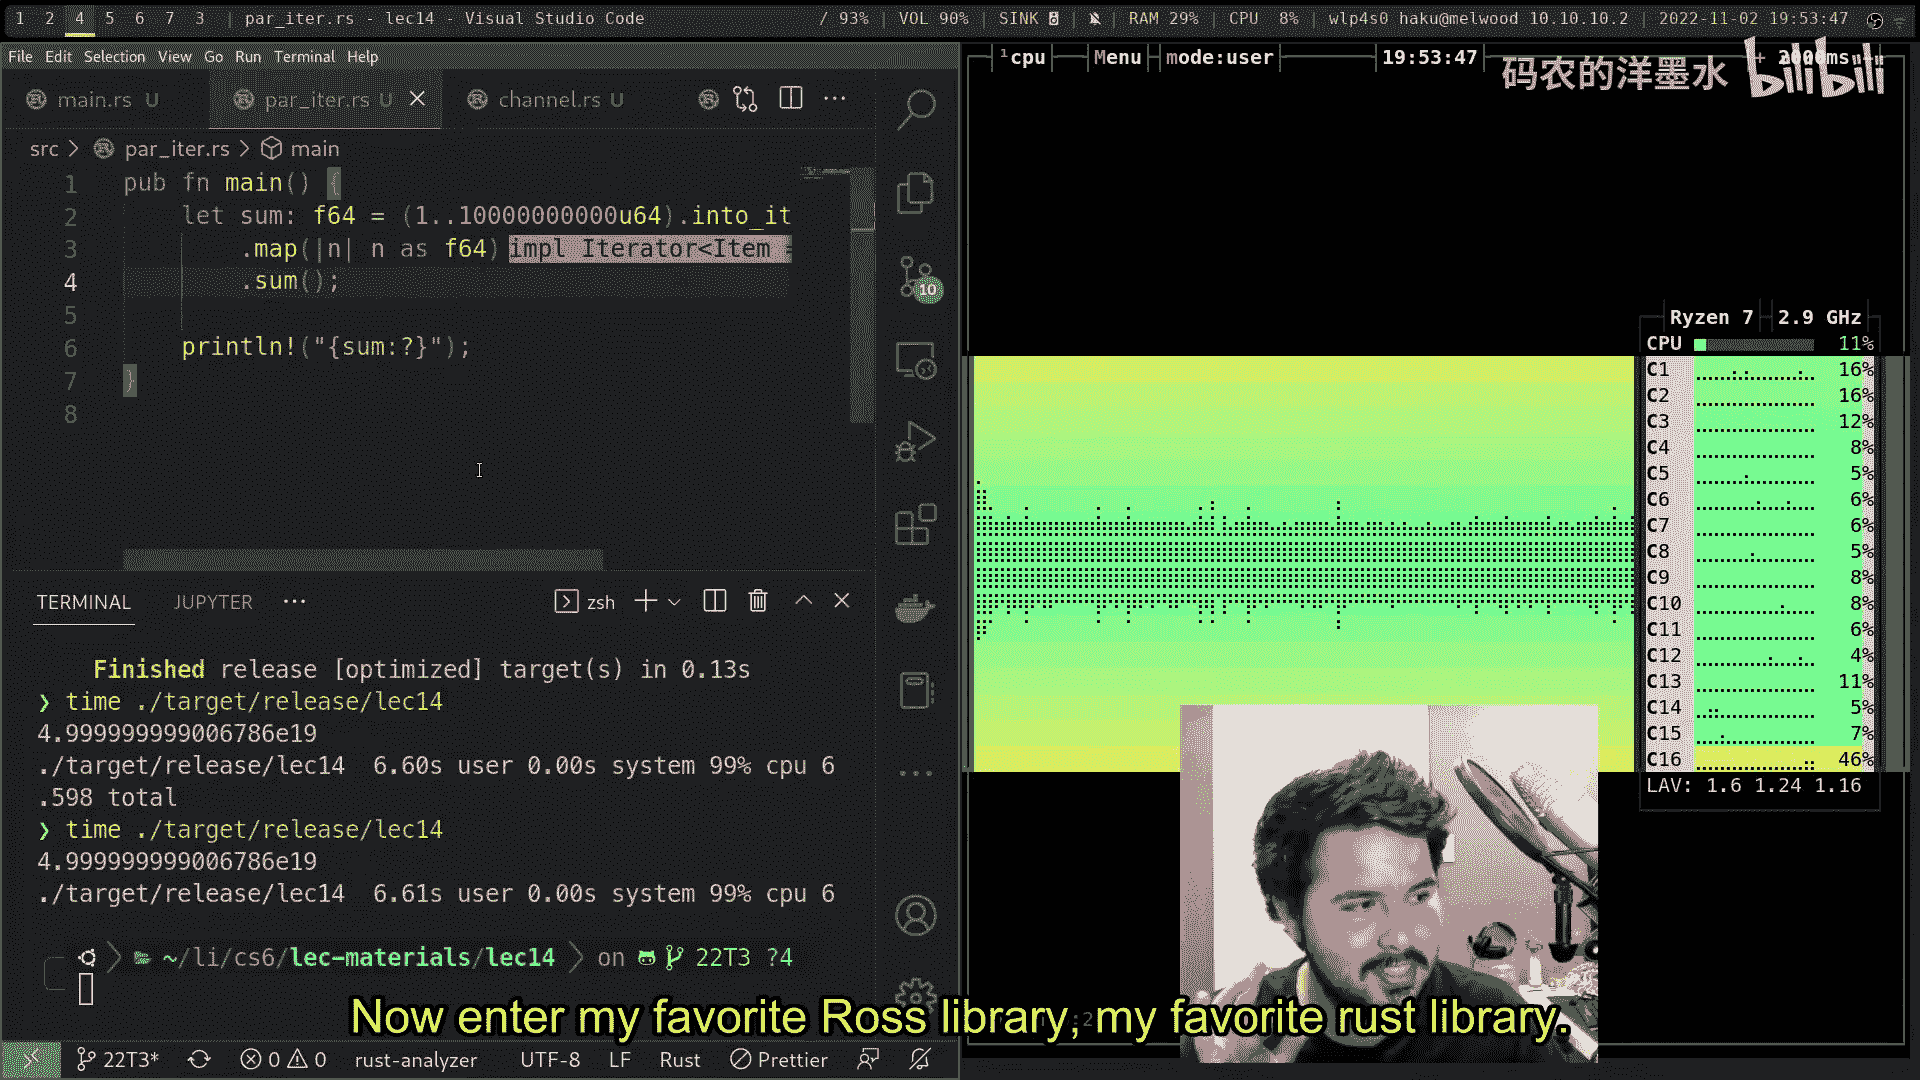 1 2 4 5 6 7 3 | par_iter.rs - lec14 - Visual Studio Code
/ 93% | VOL 90% | SINK | | RAM 29% | CPU 8% | wlp4s0 haku@melwood 10.10.10.2 | 2022-11-02 19:53:47
File Edit Selection View Go Run Terminal Help
1cpu Menu mode:user 19:53:47 + 2000ms
码农的洋墨水 bilibili
main.rs U par_iter.rs U channel.rs U
src > par_iter.rs > main
1 pub fn main() {
2 let sum: f64 = (1..10000000000u64).into_it
3 .map(|n| n as f64) impl Iterator<Item =
4 .sum();
5
6 println!("{sum:?}");
7 }
8
10
Ryzen 7 2.9 GHz
CPU 11%
C1 16%
C2 16%
C3 12%
C4 8%
C5 5%
C6 6%
C7 6%
C8 5%
C9 8%
C10 8%
C11 6%
C12 4%
C13 11%
C14 5%
C15 7%
C16 46%
LAV: 1.6 1.24 1.16
TERMINAL JUPYTER zsh
Finished release [optimized] target(s) in 0.13s
❯ time ./target/release/lec14
4.999999999006786e19
./target/release/lec14 6.60s user 0.00s system 99% cpu 6
.598 total
❯ time ./target/release/lec14
4.999999999006786e19
./target/release/lec14 6.61s user 0.00s system 99% cpu 6
~/li/cs6/lec-materials/lec14 on 22T3 ?4
Now enter my favorite Ross library, my favorite rust library.
22T3* 0 0 rust-analyzer UTF-8 LF Rust Prettier